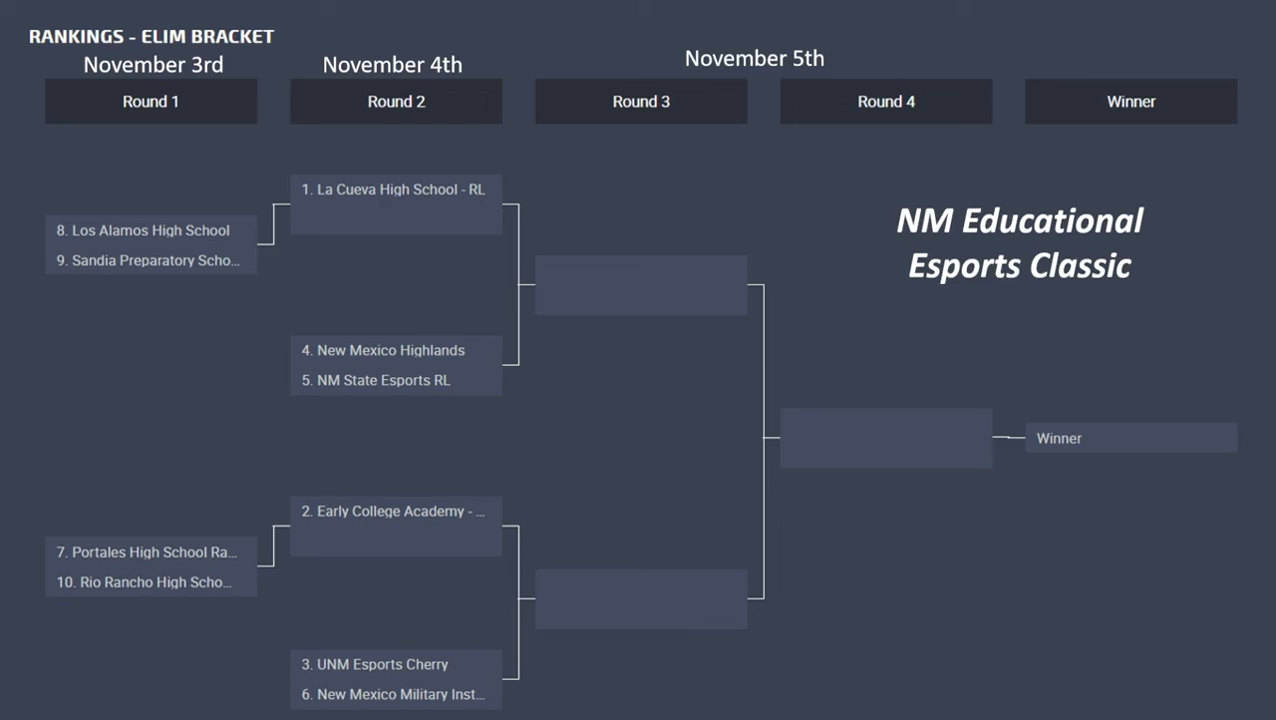 RANKINGS - ELIM BRACKET
November 3rd
November 4th
November 5th
Round 1
Round 2
Round 3
Round 4
Winner
1. La Cueva High School - RL
8. Los Alamos High School
9. Sandia Preparatory Scho...
NM Educational
Esports Classic
4. New Mexico Highlands
5. NM State Esports RL
Winner
2. Early College Academy - ...
7. Portales High School Ra...
10. Rio Rancho High Scho...
3. UNM Esports Cherry
6. New Mexico Military Inst...